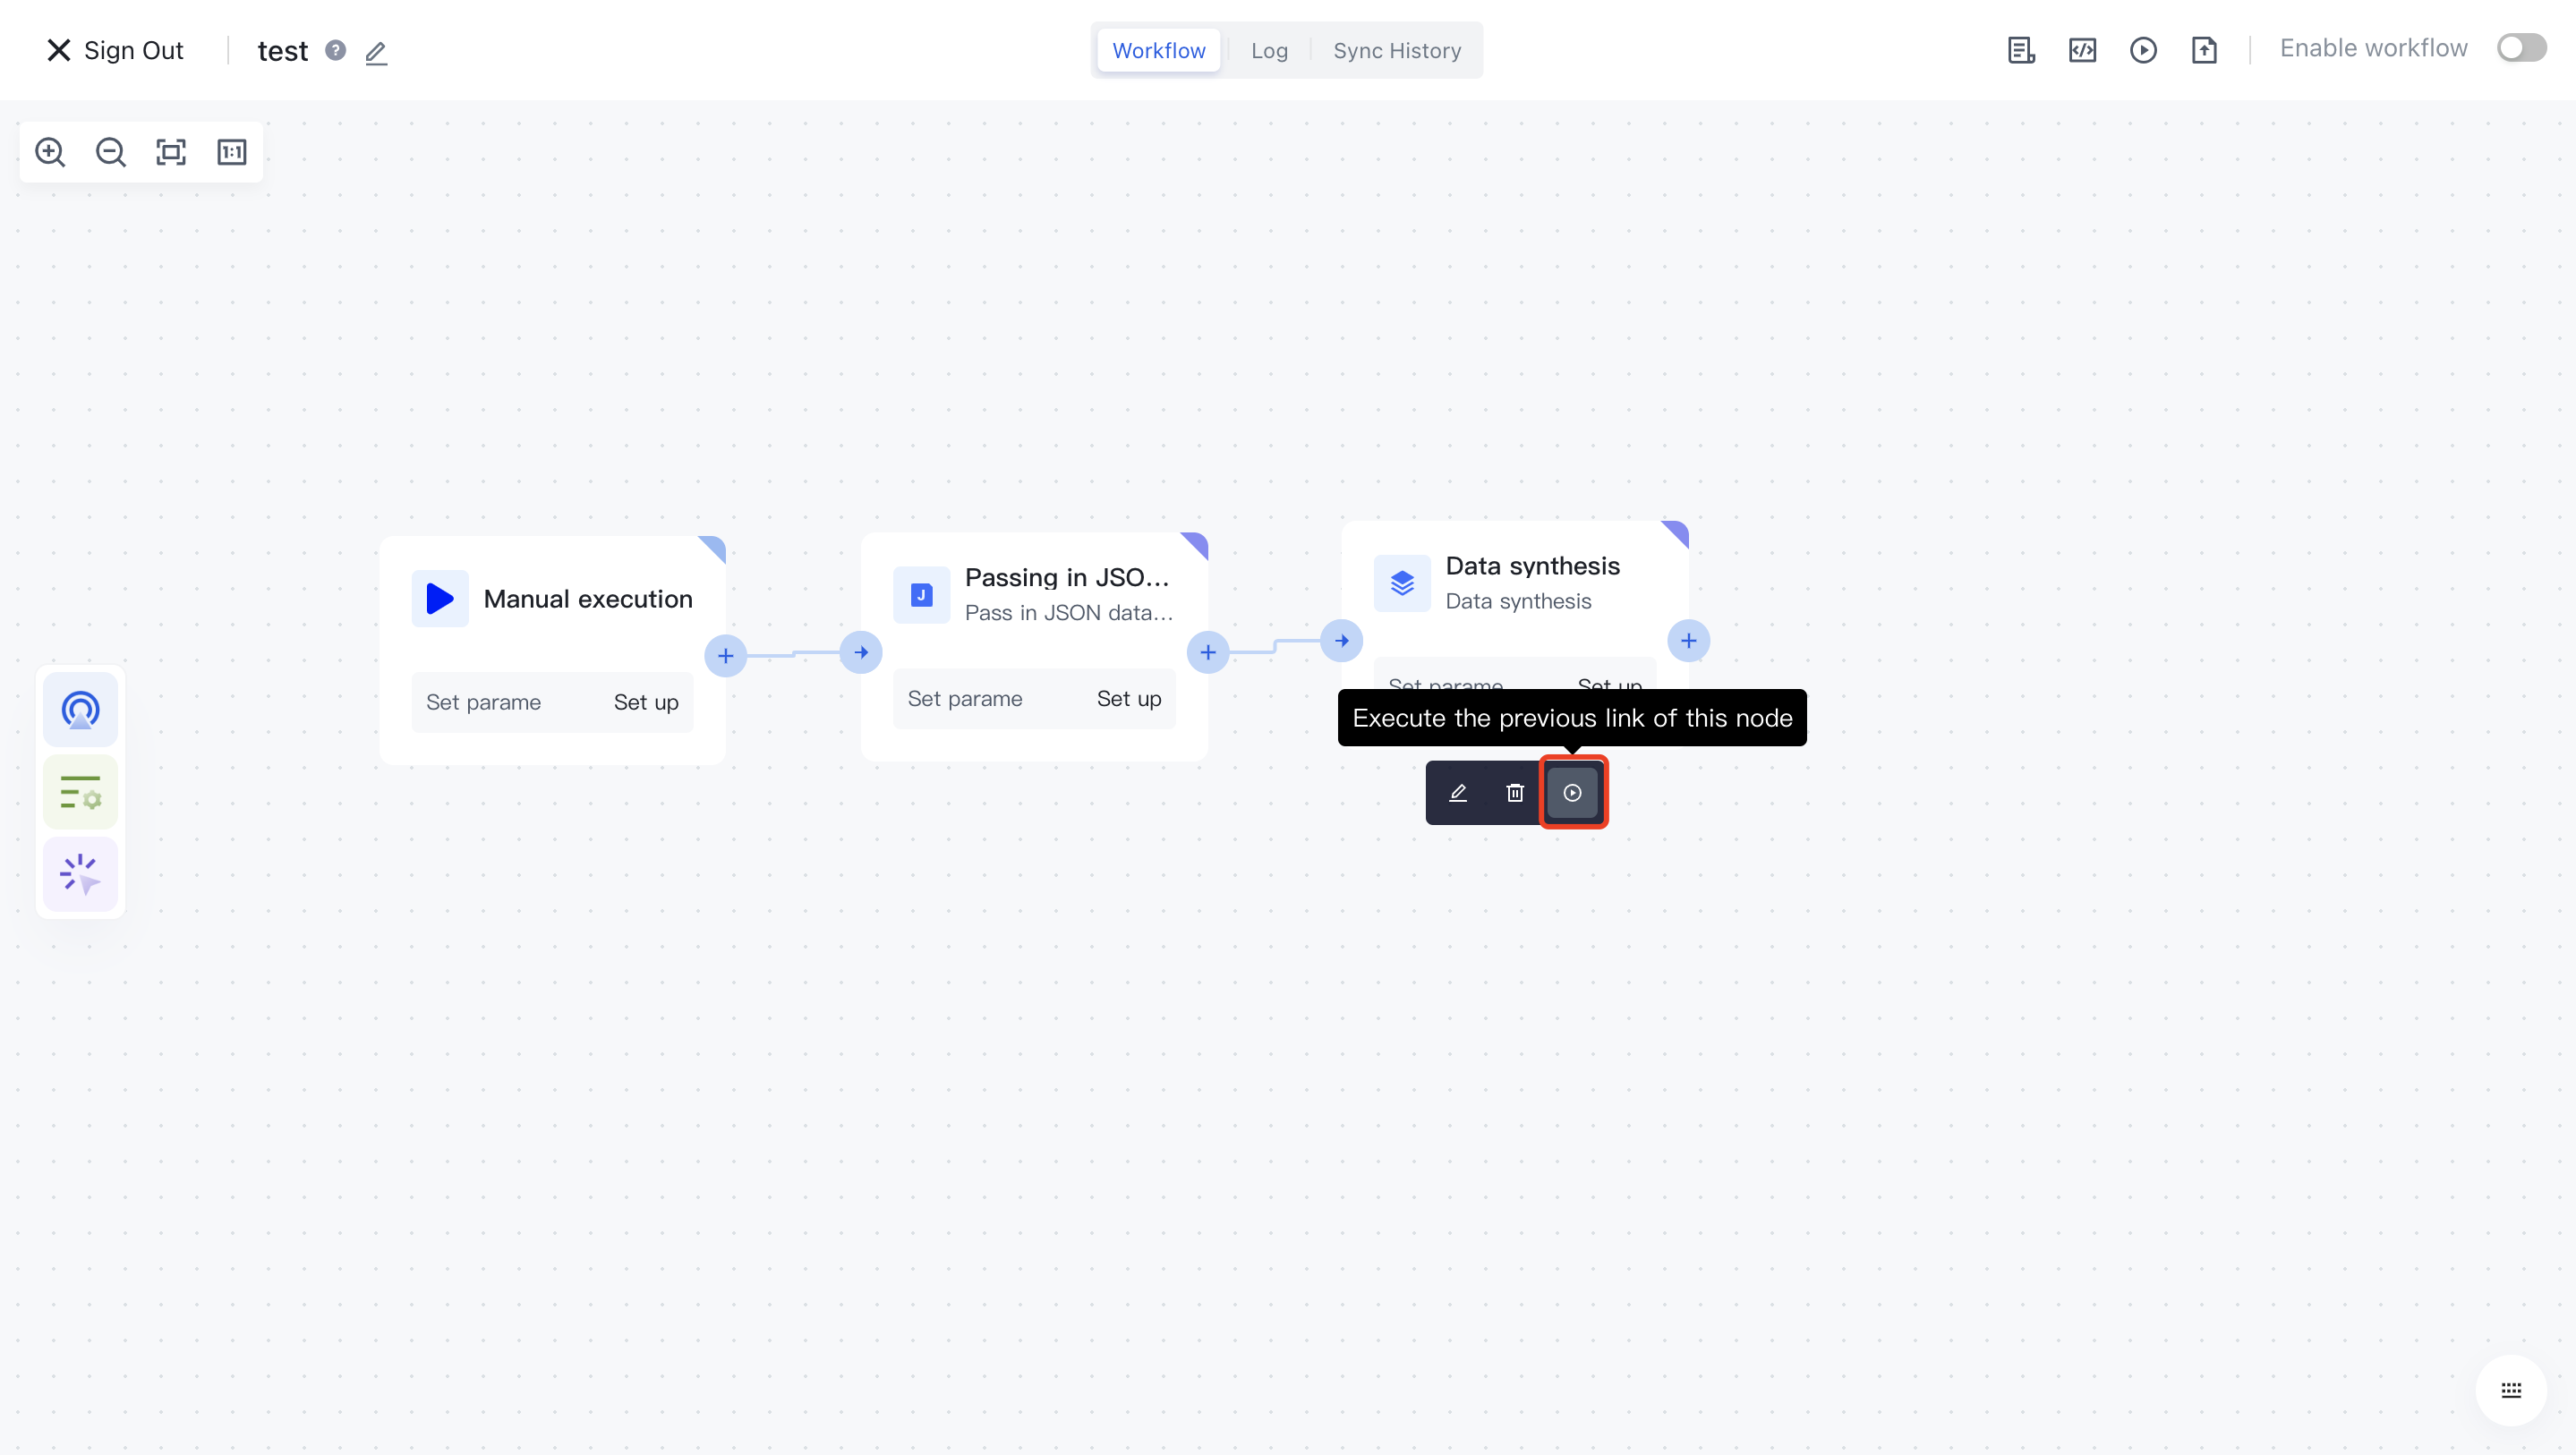 Sign Out
test
?
Workflow
Log
Sync History
Enable workflow
1:1
Manual execution
Set parame
Set up
J
Passing in JSO...
Pass in JSON data...
Set parame
Set up
Data synthesis
Data synthesis
Set parame
Set up
Execute the previous link of this node